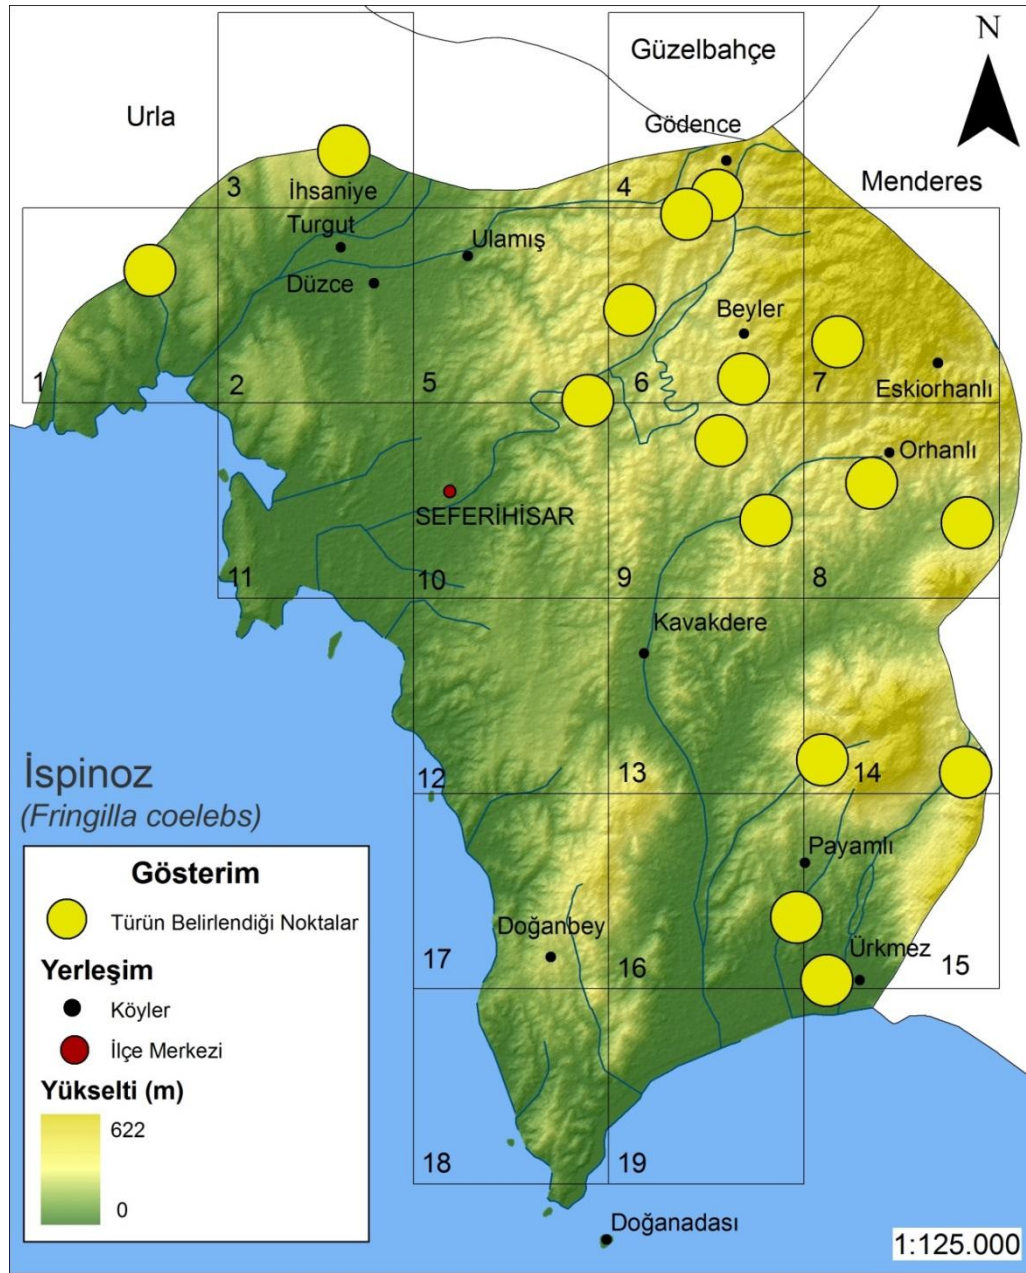 N
Güzelbahçe
Urla
Gödence
Menderes
3
4
İhsaniye
Turgut
Ulamış
Düzce
Beyler
1
2
5
6
7
Eskiorhanlı
Orhanlı
SEFERİHİSAR
11
10
9
8
Kavakdere
İspinoz
(Fringilla coelebs)
12
13
14
Payamlı
Doğanbey
Ürkmez
17
16
15
18
19
Doğanadası
Gösterim
Türün Belirlendiği Noktalar
Yerleşim
Köyler
İlçe Merkezi
Yükselti (m)
622
0
1:125.000